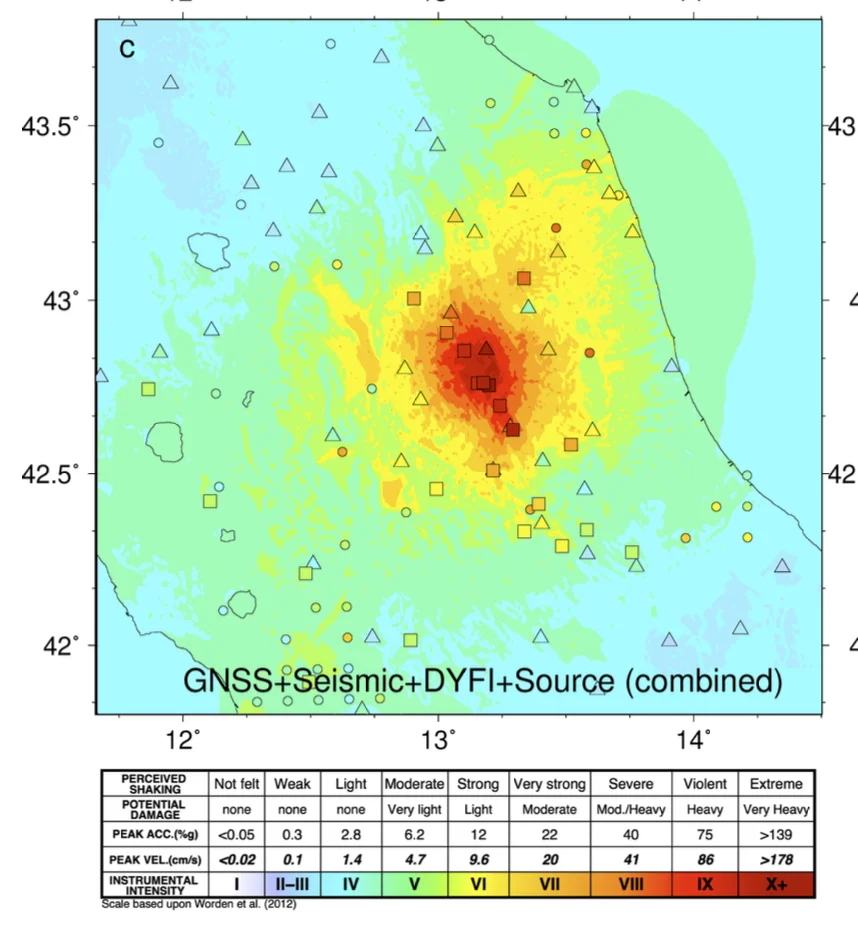 c
43.5°
43°
42.5°
42°
43
4
42
4
GNSS+Seismic+DYFI+Source (combined)
12° 13° 14°
PERCEIVED SHAKING Not felt Weak Light Moderate Strong Very strong Severe Violent Extreme
POTENTIAL DAMAGE none none none Very light Light Moderate Mod./Heavy Heavy Very Heavy
PEAK ACC.(%g) <0.05 0.3 2.8 6.2 12 22 40 75 >139
PEAK VEL.(cm/s) <0.02 0.1 1.4 4.7 9.6 20 41 86 >178
INSTRUMENTAL INTENSITY I II–III IV V VI VII VIII IX X+
Scale based upon Worden et al. (2012)